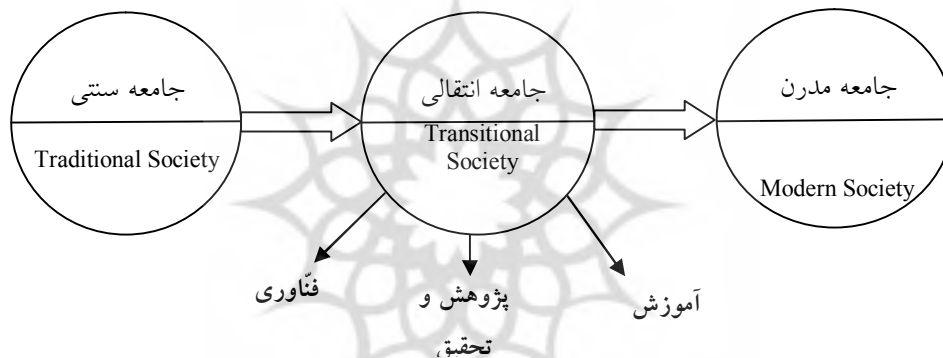 جامعه سنتی
Traditional Society
جامعه انتقالی
Transitional
Society
جامعه مدرن
Modern Society
فنّاوری
پژوهش و
تحقیق
آموزش